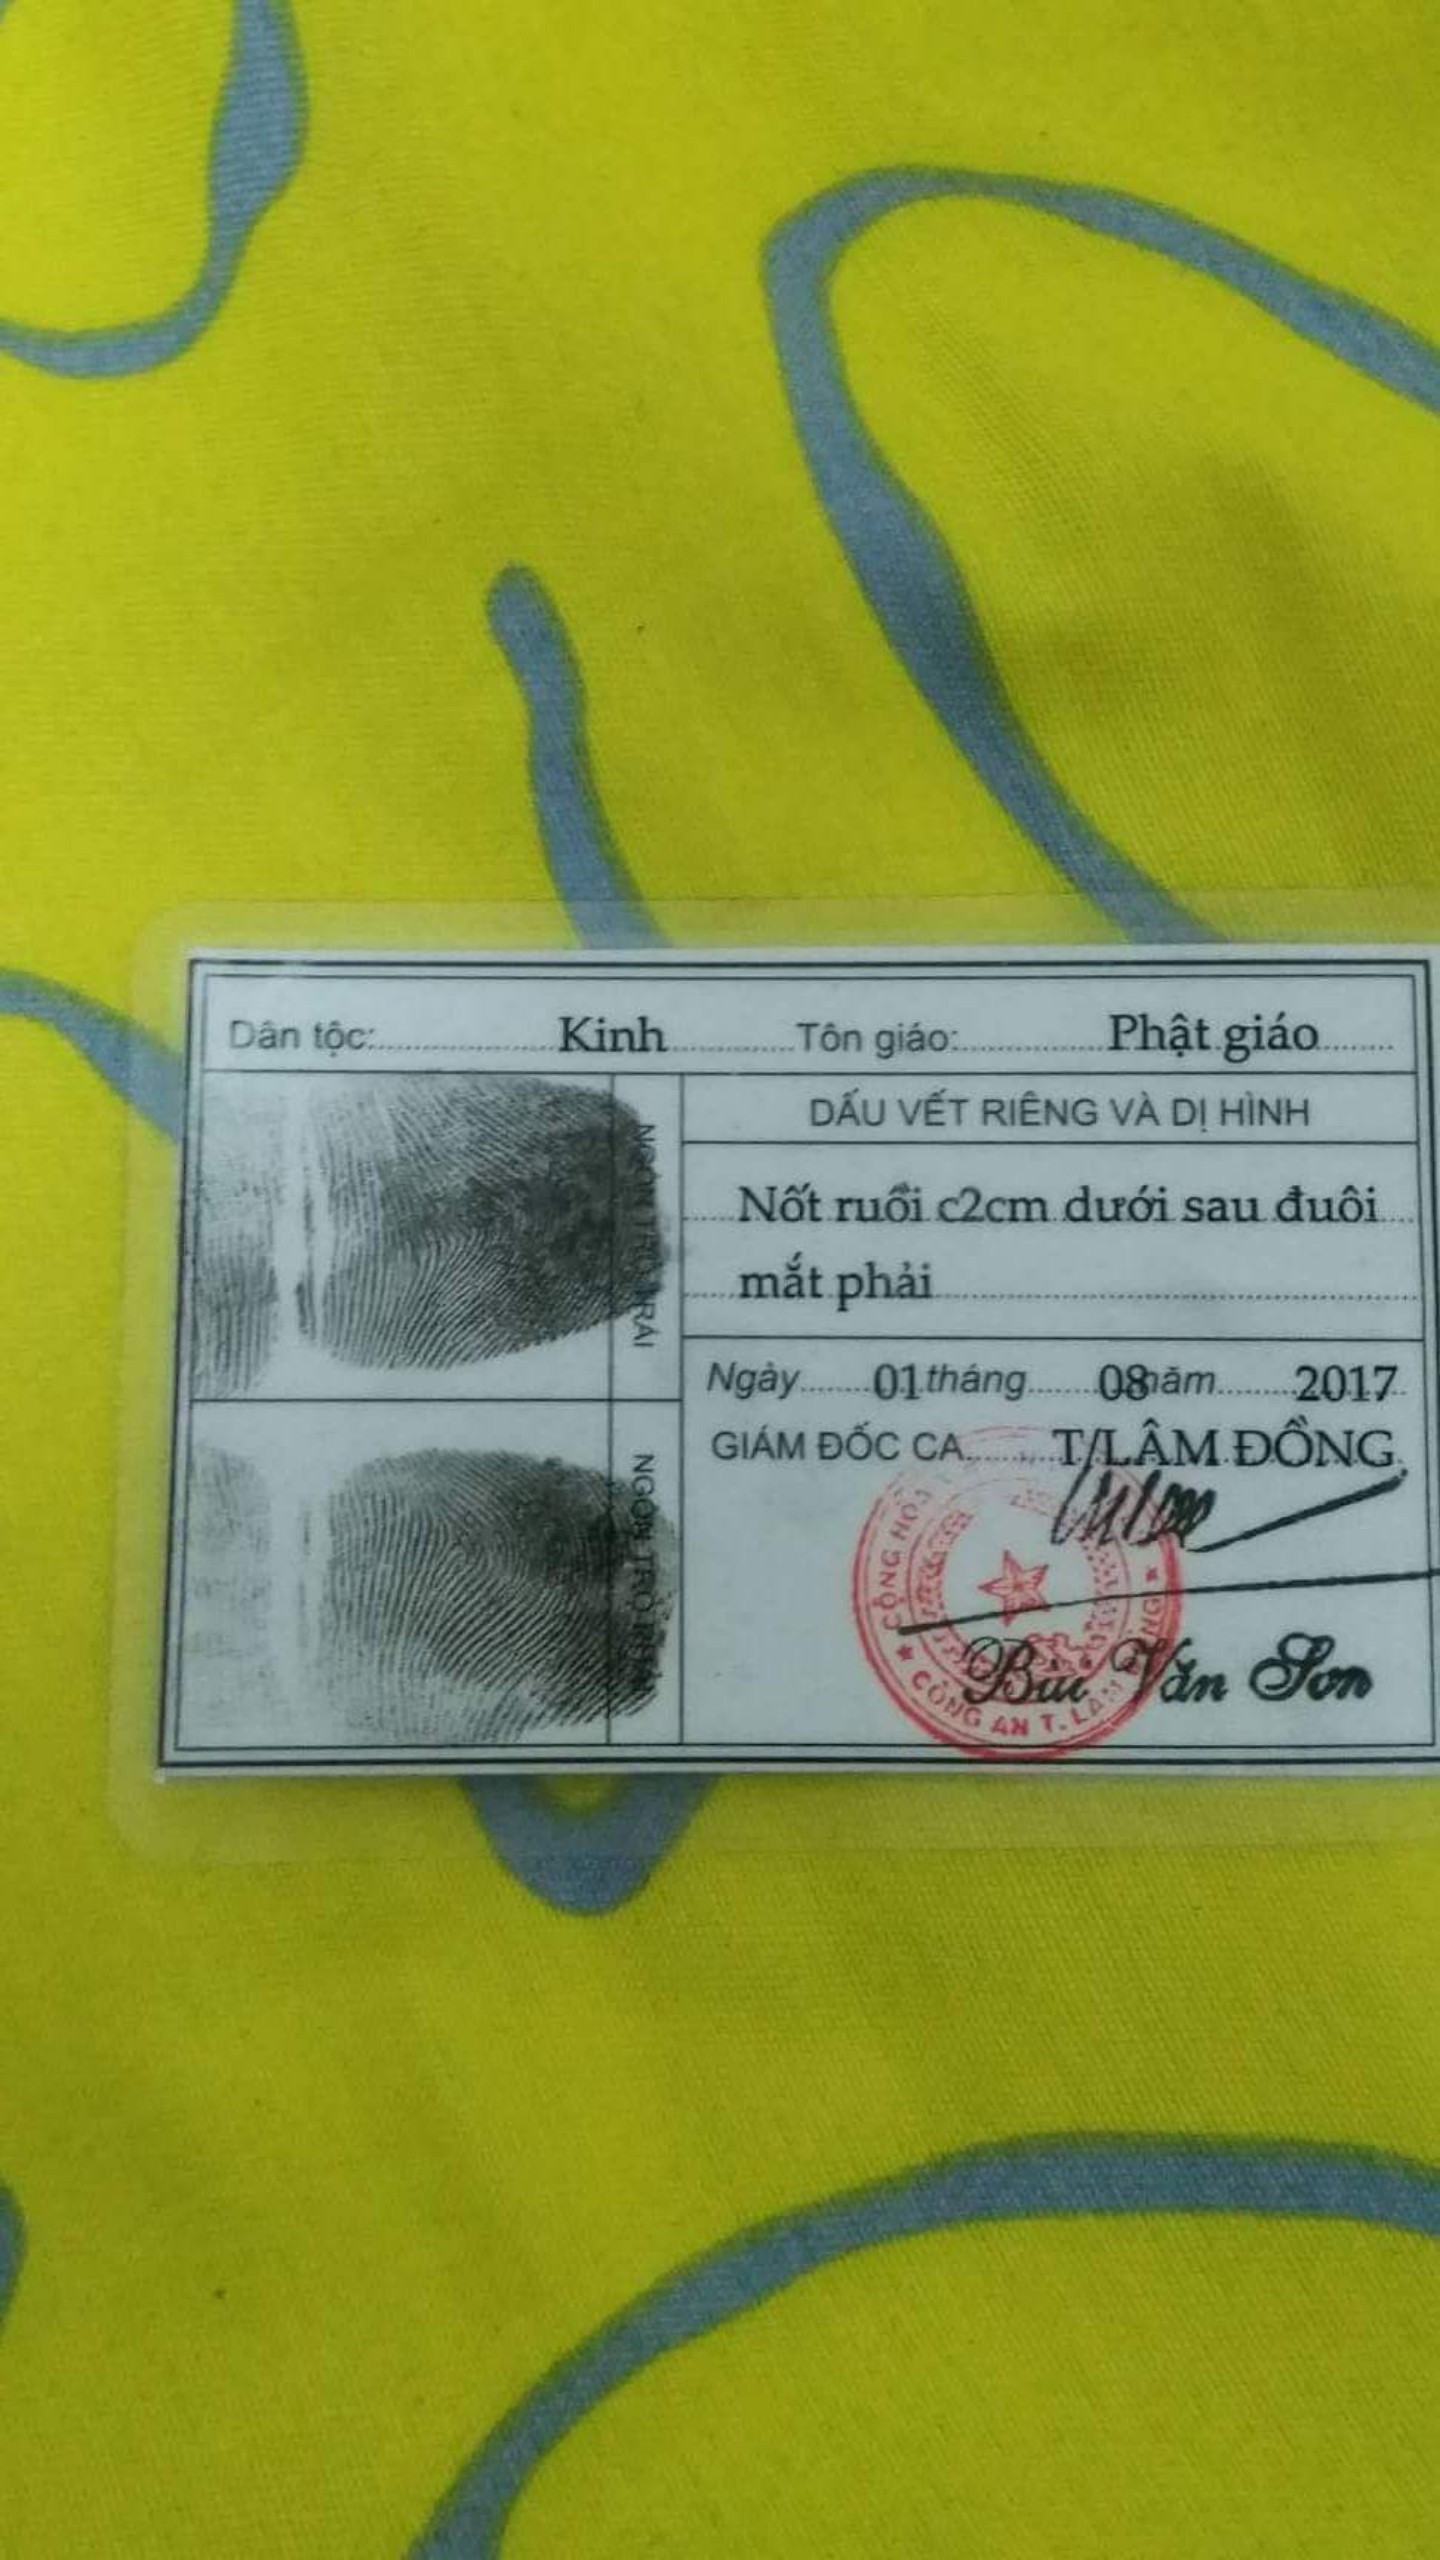 Dân tộc: Kinh Tôn giáo: Phật giáo
NGÓN TRỎ TRÁI
DẤU VẾT RIÊNG VÀ DỊ HÌNH
Nốt ruồi c2cm dưới sau đuôi
mắt phải
Ngày 01 tháng 08 năm 2017
GIÁM ĐỐC CA T/LÂM ĐỒNG
NGÓN TRỎ PHẢI
CỘNG HÒA
CÔNG AN T. LÂM ĐỒNG
Bùi Văn Sơn